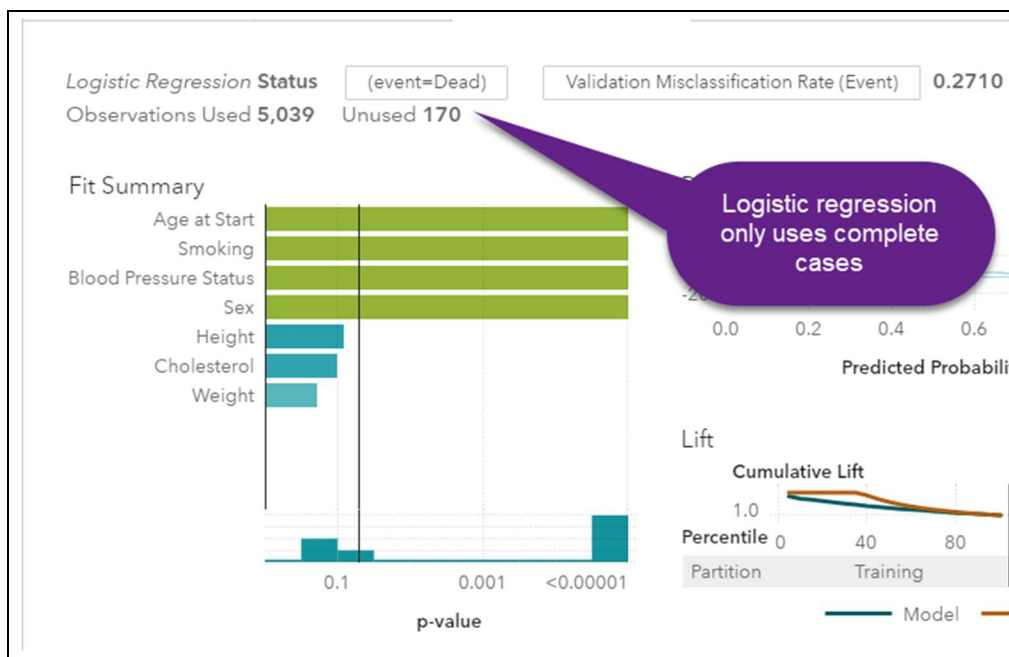 Logistic Regression Status (event=Dead) Validation Misclassification Rate (Event) 0.2710
Observations Used 5,039 Unused 170
Logistic regression
only uses complete
cases
Fit Summary
Age at Start
Smoking
Blood Pressure Status
Sex
Height
Cholesterol
Weight
0.1 0.001 <0.00001
p-value
0.0 0.2 0.4 0.6
Predicted
Lift
Cumulative Lift
1.0
Percentile 0 40 80
Partition Training
Model